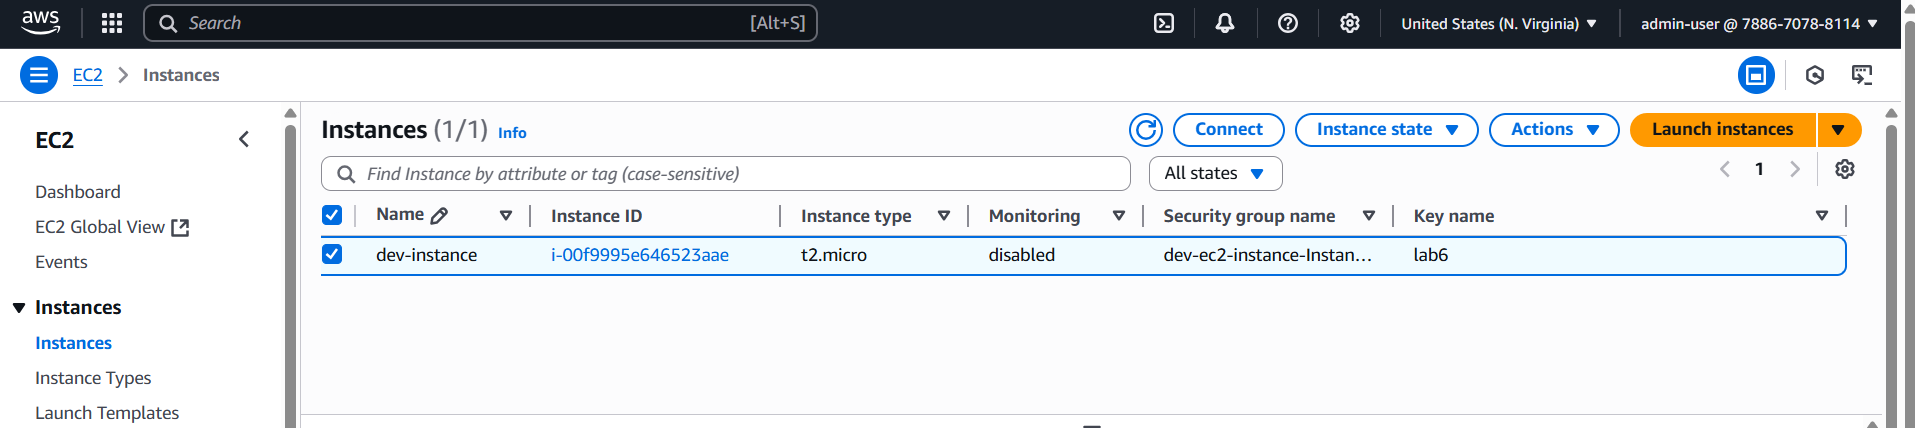 aws Search [Alt+S] United States (N. Virginia) admin-user @ 7886-7078-8114
EC2 Instances
EC2
Dashboard
EC2 Global View
Events
Instances
Instances
Instance Types
Launch Templates
Instances (1/1) Info Connect Instance state Actions Launch instances
Find Instance by attribute or tag (case-sensitive) All states 1
Name Instance ID Instance type Monitoring Security group name Key name
dev-instance i-00f9995e646523aae t2.micro disabled dev-ec2-instance-Instan... lab6